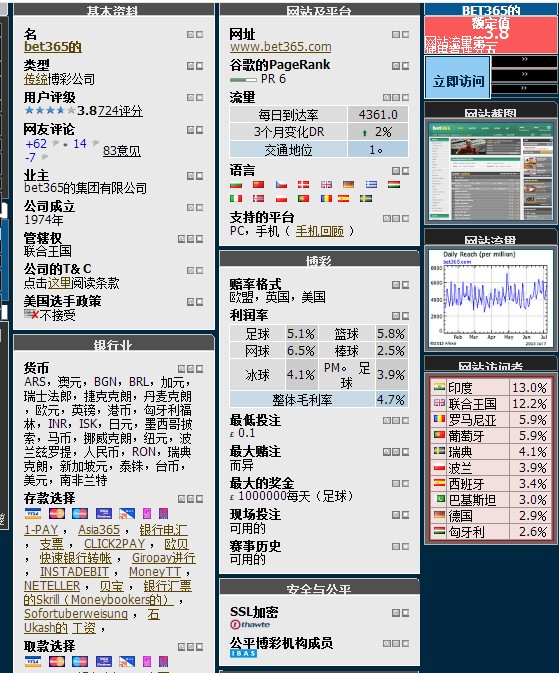 基本资料
名
bet365的
类型
传统博彩公司
用户评级
3.8 724评分
网友评论
+62 • 14
-7 83意见
业主
bet365的集团有限公司
公司成立
1974年
管辖权
联合王国
公司的T& C
点击这里阅读条款
美国选手政策
不接受
银行业
货币
ARS，澳元，BGN，BRL，加元，
瑞士法郎，捷克克朗，丹麦克朗
，欧元，英镑，港币，匈牙利福
林，INR，ISK，日元，墨西哥披
索，马币，挪威克朗，纽元，波
兰兹罗提，人民币，RON，瑞典
克朗，新加坡元，泰铢，台币，
美元，南非兰特
存款选择
1-PAY ， Asia365 ， 银行电汇
， 支票 ， CLICK2PAY ， 欧贝
， 快速银行转帐 ， Giropay进行
， INSTADEBIT ， MoneyTT ，
NETELLER ， 贝宝 ， 银行汇票
的Skrill（Moneybookers的） ，
Sofortuberweisung ， 石
Ukash的 工资 ，
取款选择
网站及平台
网址
www.bet365.com
谷歌的PageRank
PR 6
流量
每日到达率 4361.0
3个月变化DR 2%
交通地位 1。
语言
支持的平台
PC，手机（ 手机回顾 ）
博彩
赔率格式
欧盟，英国，美国
利润率
足球 5.1% 篮球 5.8%
网球 6.5% 棒球 2.5%
冰球 4.1% PM。 足球 3.9%
整体毛利率 4.7%
最低投注
£ 0.1
最大赌注
而异
最大的奖金
£ 1000000每天（足球）
现场投注
可用的
赛事历史
可用的
安全与公平
SSL加密
thawte
公平博彩机构成员
IBAS
BET365的
额定值
3.8
网站流量第
立即访问
网站截图
bet365
网站流量
Daily Reach (per million)
bet365.com
8000
6000
4000
2000
0
Feb Mar Apr May Jun Jul
网站访问者
印度 13.0%
联合王国 12.2%
罗马尼亚 5.9%
葡萄牙 5.9%
瑞典 4.1%
波兰 3.9%
西班牙 3.4%
巴基斯坦 3.0%
德国 2.9%
匈牙利 2.6%